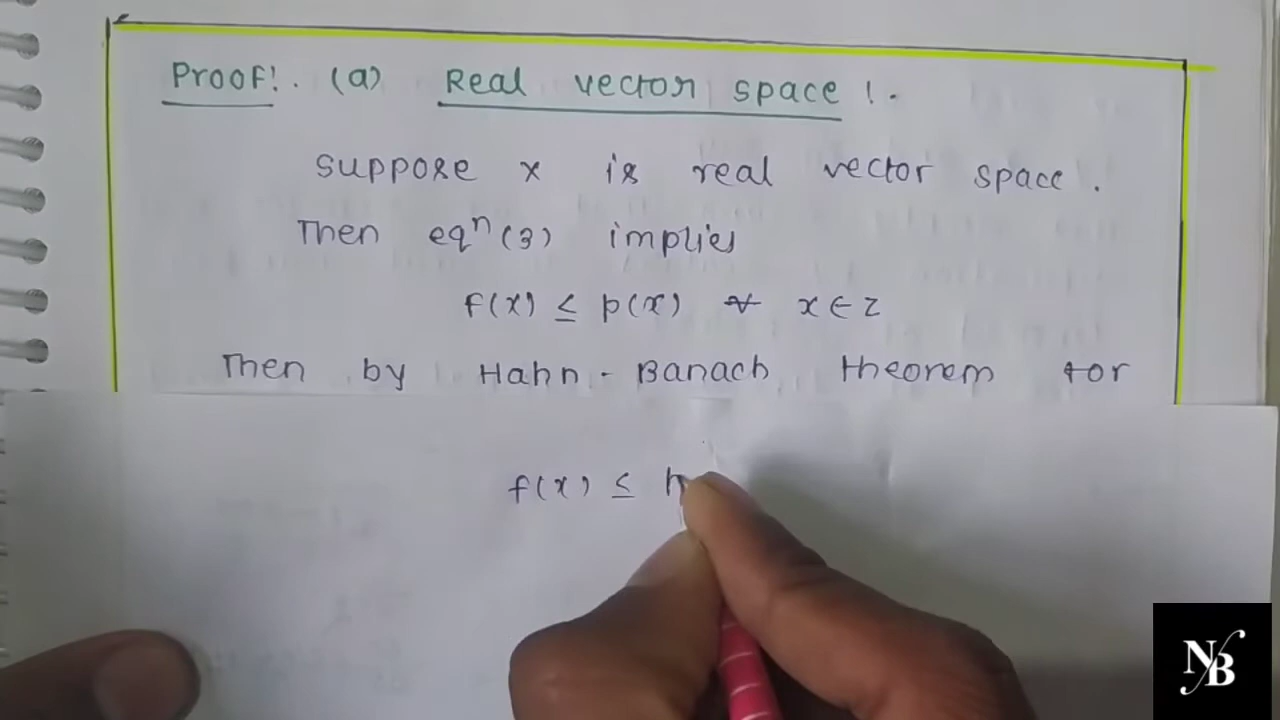 Proof:. (a) Real vector space :.
suppose x is real vector space.
Then eqⁿ(3) implies
f(x) ≤ p(x) ∀ x ∈ Z
Then by Hahn-Banach theorem for
f(x) ≤
NB